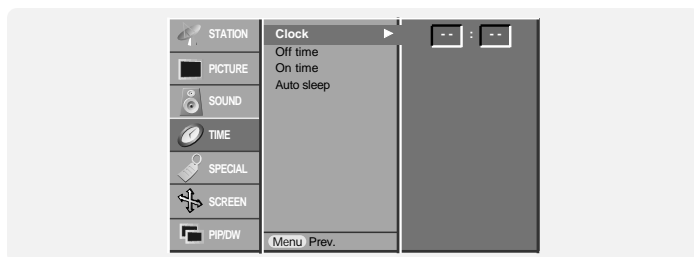 STATION
PICTURE
SOUND
TIME
SPECIAL
SCREEN
PIP/DW
Clock ▶
Off time
On time
Auto sleep
Menu Prev.
-- : --